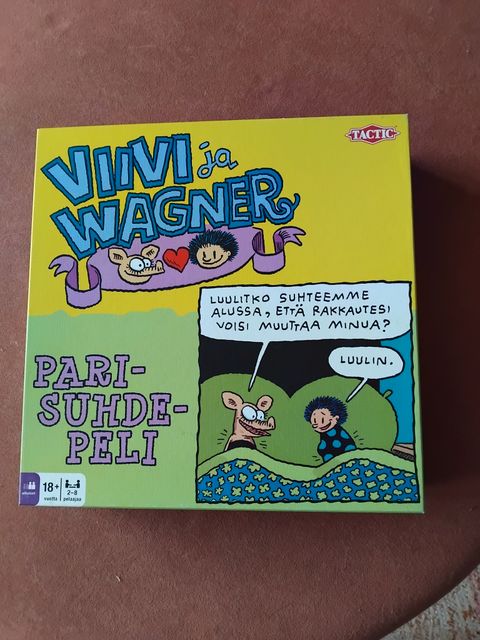 TACTIC
VIIVI ja
WAGNER
LUULITKO SUHTEEMME
ALUSSA, ETTÄ RAKKAUTESI
VOISI MUUTTAA MINUA?
LUULIN.
PARI-
SUHDE-
PELI
18+
vuotta
2-8
pelaajaa